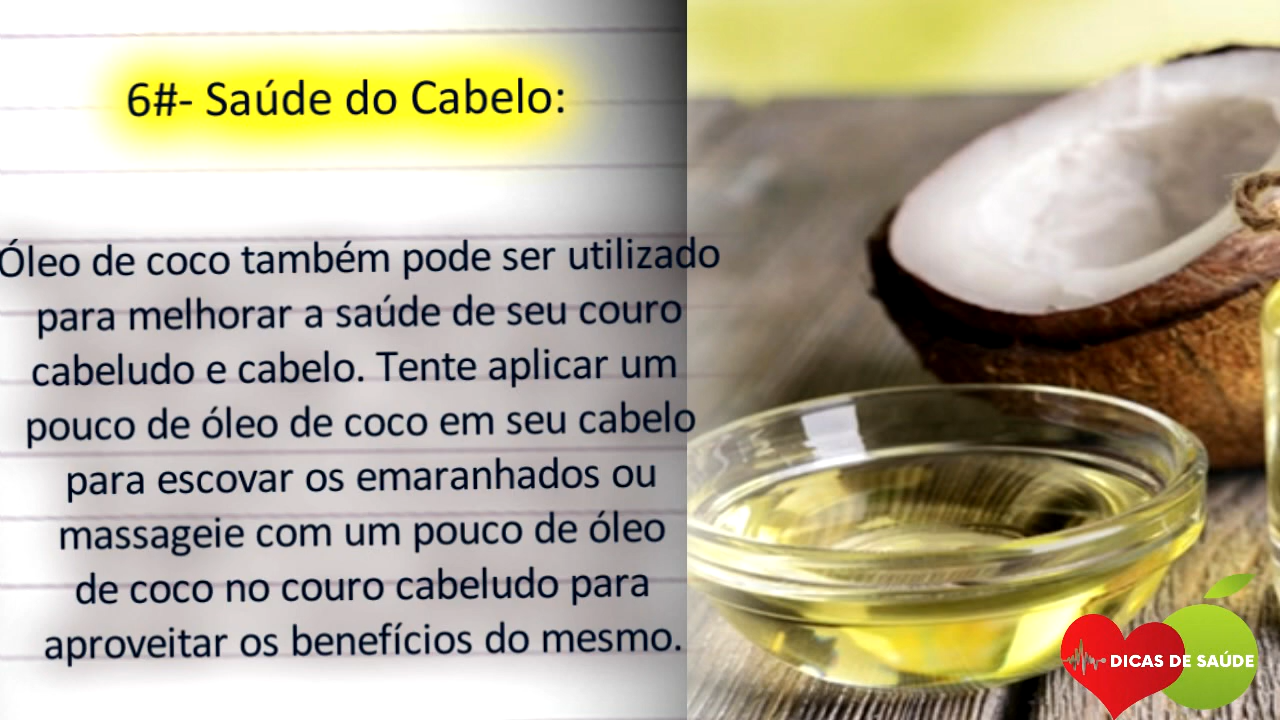 6#- Saúde do Cabelo:
Óleo de coco também pode ser utilizado
para melhorar a saúde de seu couro
cabeludo e cabelo. Tente aplicar um
pouco de óleo de coco em seu cabelo
para escovar os emaranhados ou
massageie com um pouco de óleo
de coco no couro cabeludo para
aproveitar os benefícios do mesmo.
DICAS DE SAÚDE